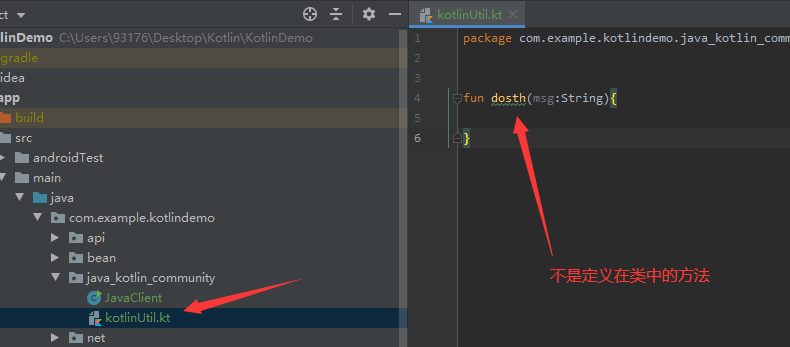 ct
linDemo C:\Users\93176\Desktop\Kotlin\KotlinDemo
gradle
idea
app
build
src
androidTest
main
java
com.example.kotlindemo
api
bean
java_kotlin_community
JavaClient
kotlinUtil.kt
net
kotlinUtil.kt
1 package com.example.kotlindemo.java_kotlin_comm
2
3
4 fun dosth(msg:String){
5
6 }
不是定义在类中的方法